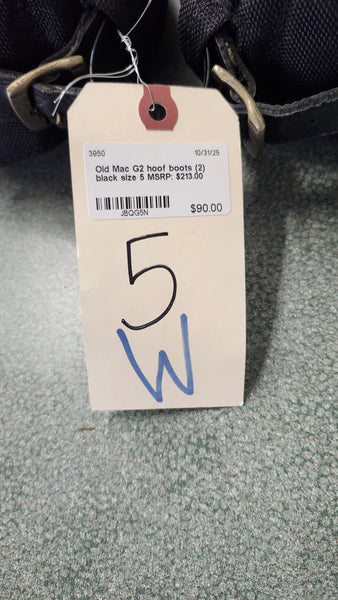 3950 10/31/25
Old Mac G2 hoof boots (2)
black size 5 MSRP: $213.00
JBQG5N $90.00
5
W